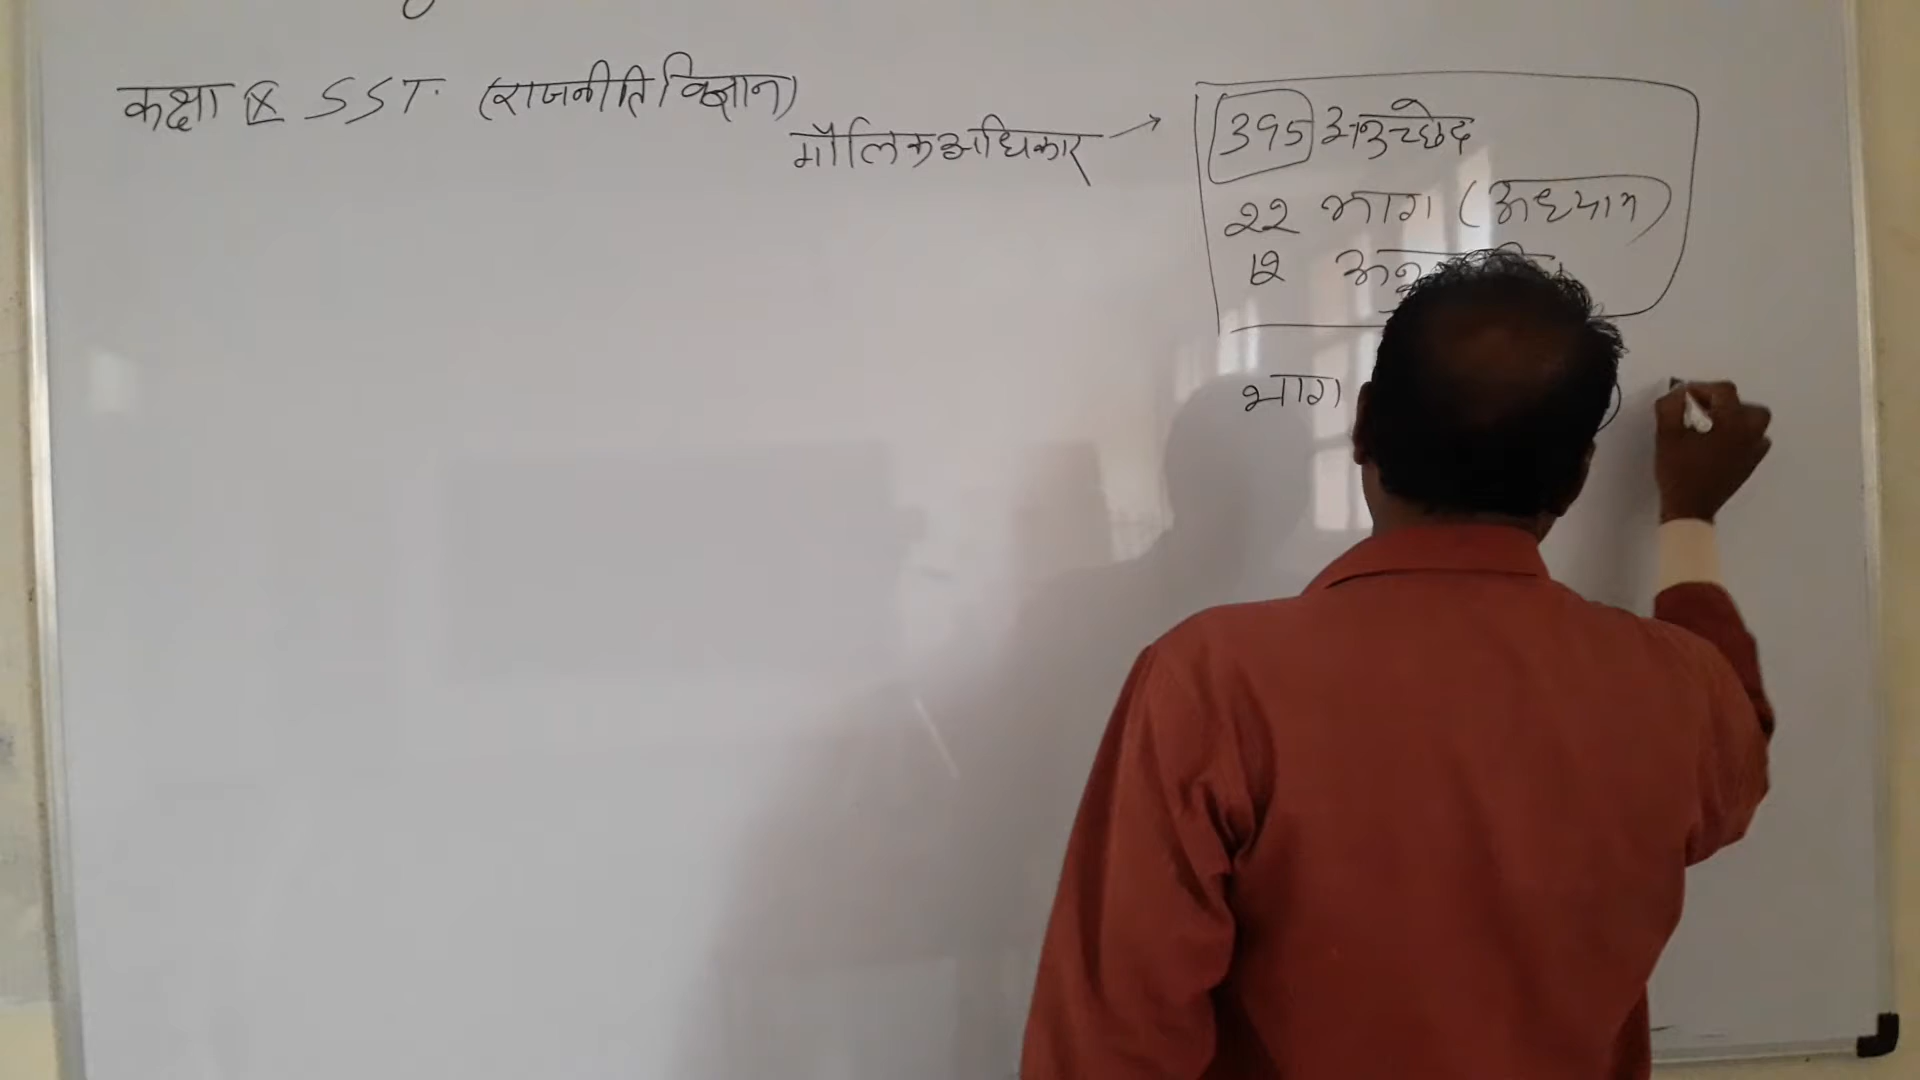 कक्षा IX SST. (राजनीति विज्ञान)
मौलिक अधिकार →
395 अनुच्छेद
22 भाग (अध्याय)
12
भाग